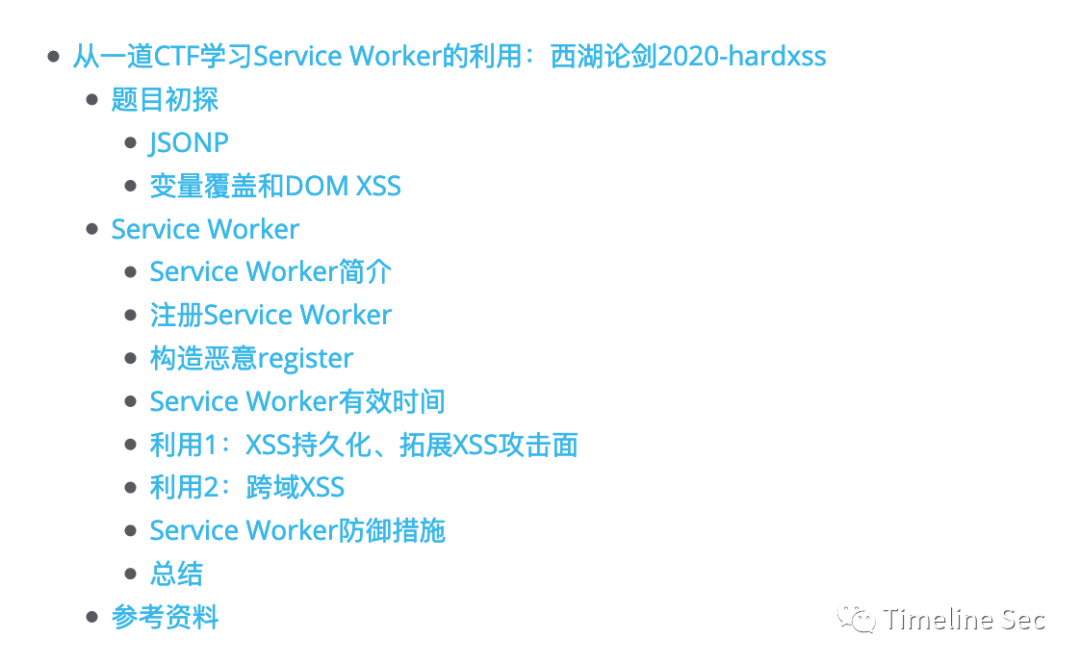 从一道CTF学习Service Worker的利用：西湖论剑2020-hardxss
题目初探
JSONP
变量覆盖和DOM XSS
Service Worker
Service Worker简介
注册Service Worker
构造恶意register
Service Worker有效时间
利用1：XSS持久化、拓展XSS攻击面
利用2：跨域XSS
Service Worker防御措施
总结
参考资料
Timeline Sec